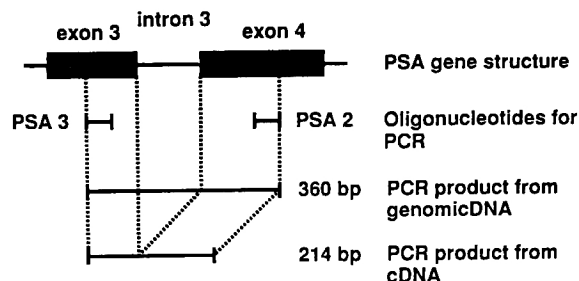 intron 3
exon 3
exon 4
PSA gene structure
PSA 3
PSA 2
Oligonucleotides for
PCR
360 bp
PCR product from
genomicDNA
214 bp
PCR product from
cDNA